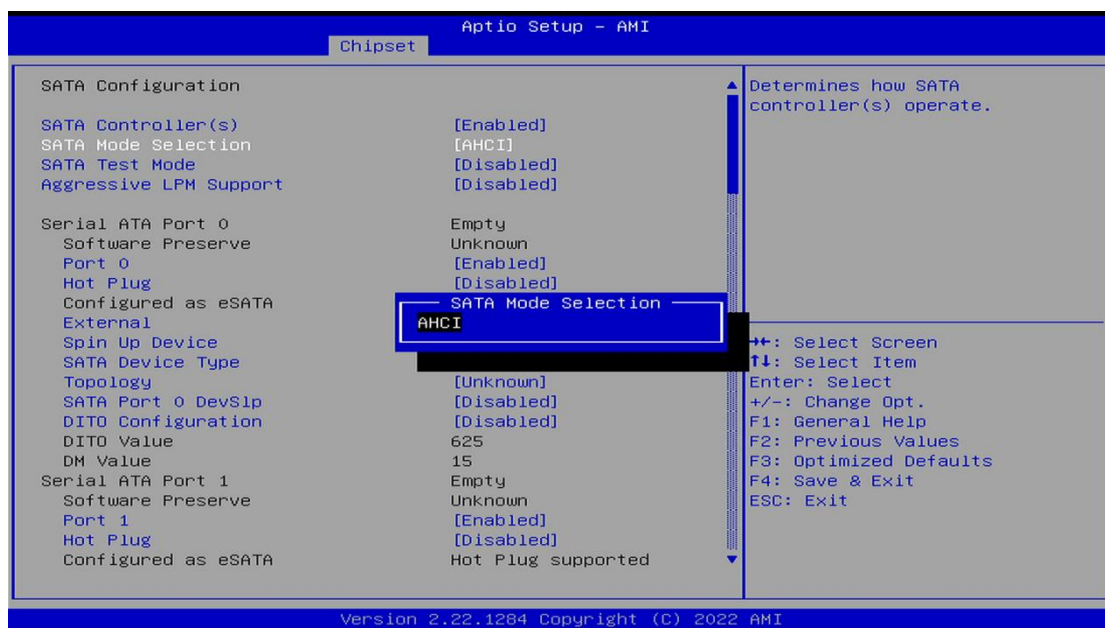 Aptio Setup – AMI
Chipset
SATA Configuration
SATA Controller(s) [Enabled]
SATA Mode Selection [AHCI]
SATA Test Mode [Disabled]
Aggressive LPM Support [Disabled]
Serial ATA Port 0 Empty
Software Preserve Unknown
Port 0 [Enabled]
Hot Plug [Disabled]
Configured as eSATA
External
Spin Up Device
SATA Device Type
Topology [Unknown]
SATA Port 0 DevSlp [Disabled]
DITO Configuration [Disabled]
DITO Value 625
DM Value 15
Serial ATA Port 1 Empty
Software Preserve Unknown
Port 1 [Enabled]
Hot Plug [Disabled]
Configured as eSATA Hot Plug supported
SATA Mode Selection
AHCI
Determines how SATA
controller(s) operate.
→←: Select Screen
↑↓: Select Item
Enter: Select
+/-: Change Opt.
F1: General Help
F2: Previous Values
F3: Optimized Defaults
F4: Save & Exit
ESC: Exit
Version 2.22.1284 Copyright (C) 2022 AMI